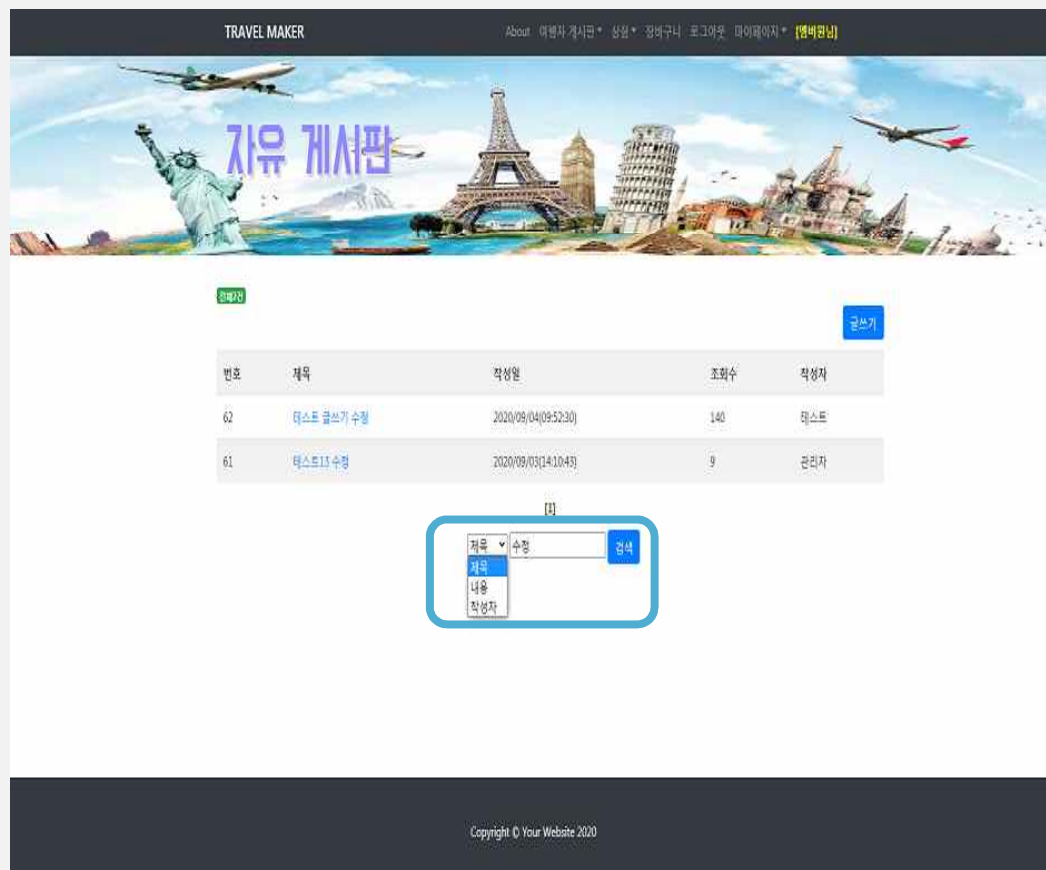 TRAVEL MAKER
About 여행자 게시판 상점 장바구니 로그아웃 마이페이지 [멤버원님]
자유 게시판
전체2건
글쓰기
번호 제목 작성일 조회수 작성자
62 테스트 글쓰기 수정 2020/09/04(09:52:30) 140 테스트
61 테스트13 수정 2020/09/03(14:10:43) 9 관리자
[1]
제목 수정 검색
제목
내용
작성자
Copyright © Your Website 2020